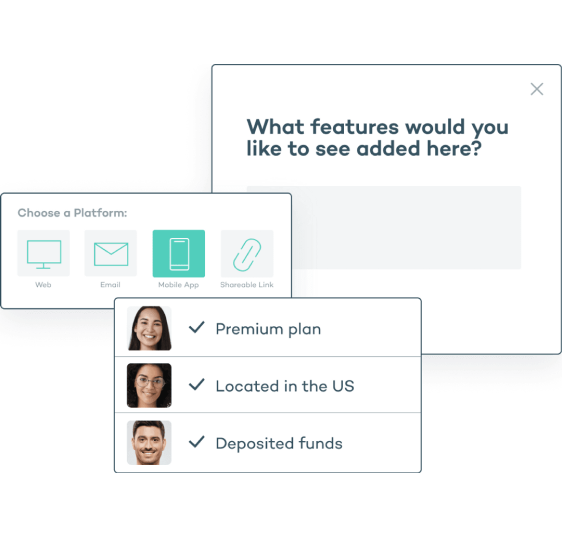 What features would you
like to see added here?
Choose a Platform:
Web
Email
Mobile App
Shareable Link
Premium plan
Located in the US
Deposited funds